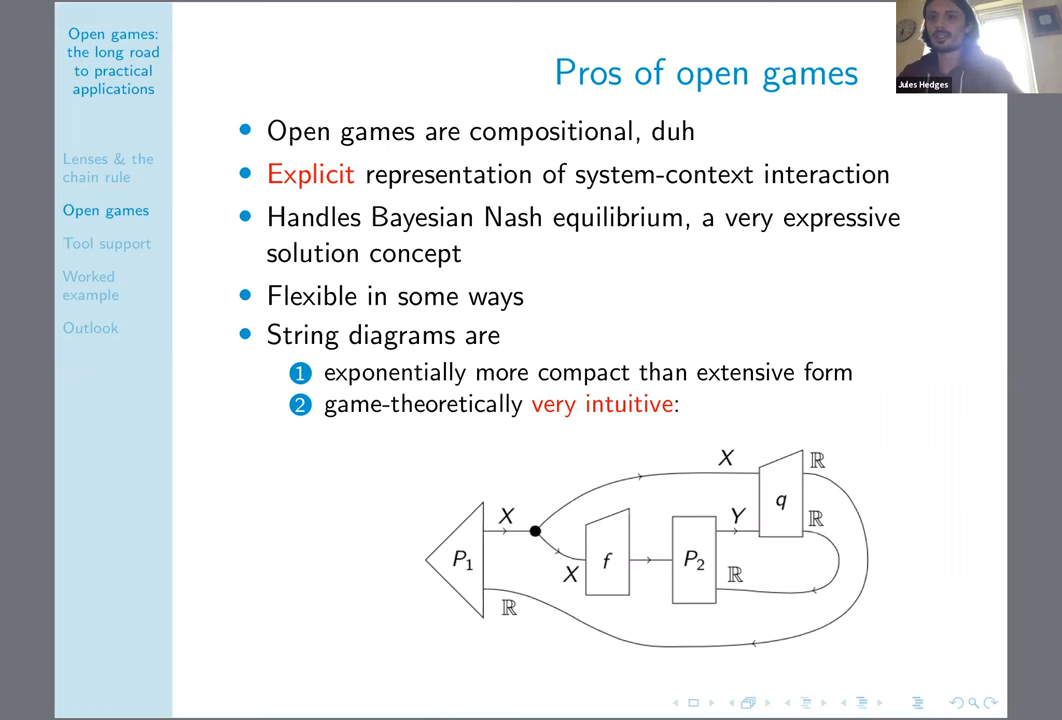 Open games:
the long road
to practical
applications
Lenses & the
chain rule
Open games
Tool support
Worked
example
Outlook
Jules Hedges
Pros of open games
Open games are compositional, duh
Explicit representation of system-context interaction
Handles Bayesian Nash equilibrium, a very expressive
solution concept
Flexible in some ways
String diagrams are
1 exponentially more compact than extensive form
2 game-theoretically very intuitive:
X
ℝ
q
X
Y
ℝ
P₁
f
P₂
X
ℝ
ℝ